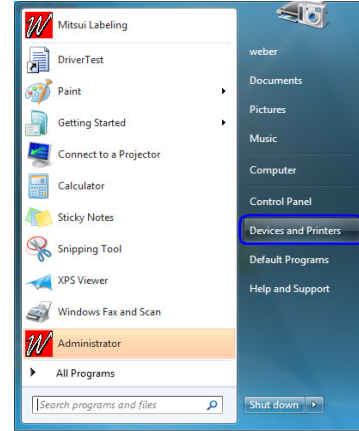 Mitsui Labeling
DriverTest
Paint
Getting Started
Connect to a Projector
Calculator
Sticky Notes
Snipping Tool
XPS Viewer
Windows Fax and Scan
Administrator
All Programs
Search programs and files
weber
Documents
Pictures
Music
Computer
Control Panel
Devices and Printers
Default Programs
Help and Support
Shut down